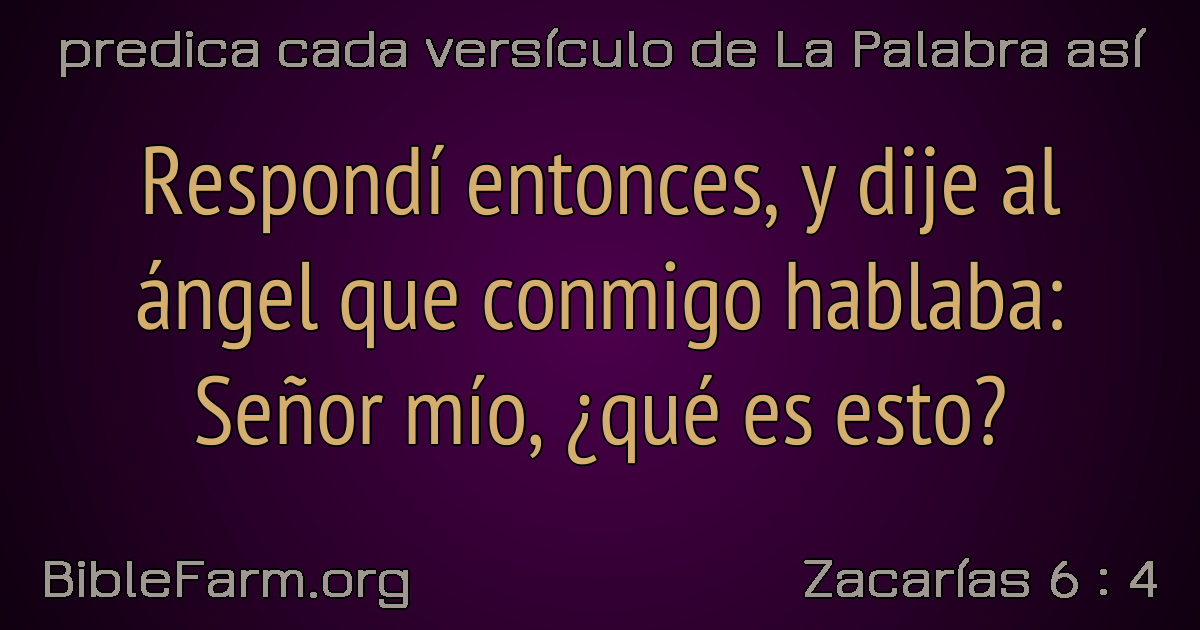 predica cada versículo de La Palabra así
Respondí entonces, y dije al
ángel que conmigo hablaba:
Señor mío, ¿qué es esto?
BibleFarm.org
Zacarías 6 : 4